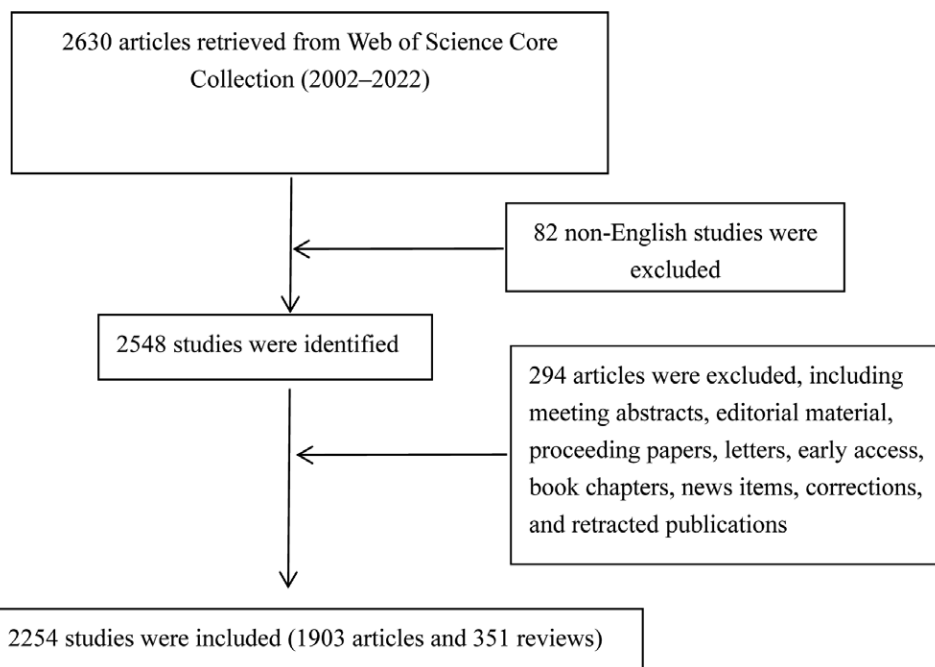 2630 articles retrieved from Web of Science Core
Collection (2002–2022)
82 non-English studies were
excluded
2548 studies were identified
294 articles were excluded, including
meeting abstracts, editorial material,
proceeding papers, letters, early access,
book chapters, news items, corrections,
and retracted publications
2254 studies were included (1903 articles and 351 reviews)